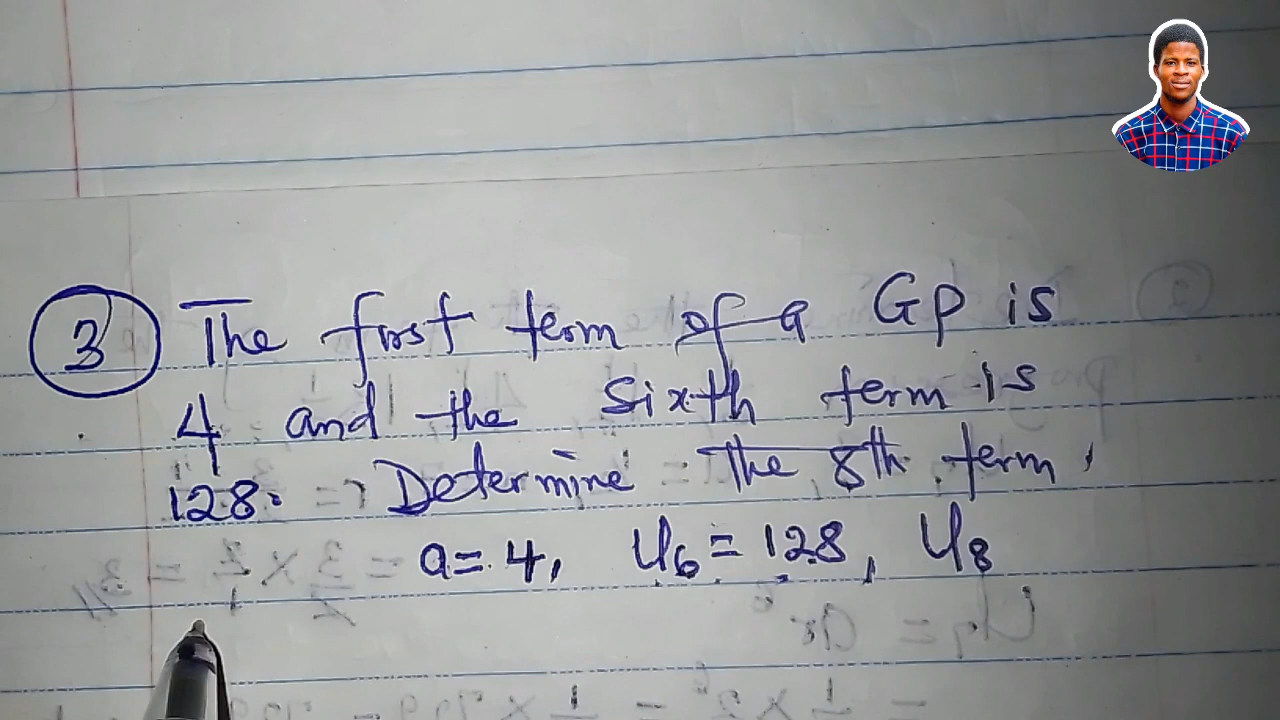 3 The first term of a GP is
4 and the sixth term is
128. Determine the 8th term.
a = 4, U6 = 128, U8